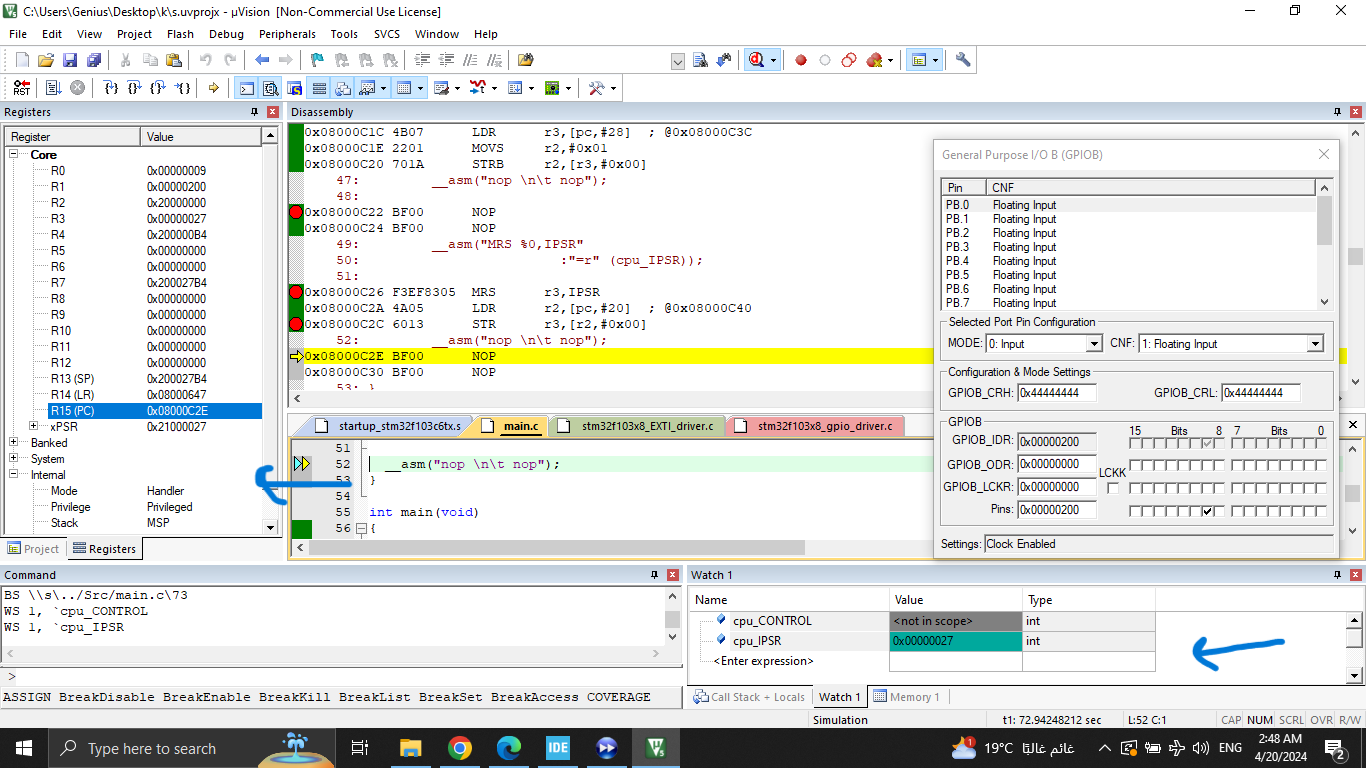 C:\Users\Genius\Desktop\k\s.uvprojx - µVision  [Non-Commercial Use License]
File Edit View Project Flash Debug Peripherals Tools SVCS Window Help
Registers
Register Value
Core
R0 0x00000009
R1 0x00000200
R2 0x20000000
R3 0x00000027
R4 0x200000B4
R5 0x00000000
R6 0x00000000
R7 0x200027B4
R8 0x00000000
R9 0x00000000
R10 0x00000000
R11 0x00000000
R12 0x00000000
R13 (SP) 0x200027B4
R14 (LR) 0x08000647
R15 (PC) 0x08000C2E
xPSR 0x21000027
Banked
System
Internal
Mode Handler
Privilege Privileged
Stack MSP
Project Registers
Disassembly
0x08000C1C 4B07 LDR r3,[pc,#28] ; @0x08000C3C
0x08000C1E 2201 MOVS r2,#0x01
0x08000C20 701A STRB r2,[r3,#0x00]
47: __asm("nop \n\t nop");
48:
0x08000C22 BF00 NOP
0x08000C24 BF00 NOP
49: __asm("MRS %0,IPSR"
50: :"=r" (cpu_IPSR));
51:
0x08000C26 F3EF8305 MRS r3,IPSR
0x08000C2A 4A05 LDR r2,[pc,#20] ; @0x08000C40
0x08000C2C 6013 STR r3,[r2,#0x00]
52: __asm("nop \n\t nop");
0x08000C2E BF00 NOP
0x08000C30 BF00 NOP
53: }
startup_stm32f103c6tx.s main.c stm32f103x8_EXTI_driver.c stm32f103x8_gpio_driver.c
51
52 __asm("nop \n\t nop");
53 }
54
55 int main(void)
56 {
General Purpose I/O B (GPIOB)
Pin CNF
PB.0 Floating Input
PB.1 Floating Input
PB.2 Floating Input
PB.3 Floating Input
PB.4 Floating Input
PB.5 Floating Input
PB.6 Floating Input
PB.7 Floating Input
Selected Port Pin Configuration
MODE: 0: Input CNF: 1: Floating Input
Configuration & Mode Settings
GPIOB_CRH: 0x44444444 GPIOB_CRL: 0x44444444
GPIOB
15 Bits 8 7 Bits 0
GPIOB_IDR: 0x00000200
GPIOB_ODR: 0x00000000
LCKK
GPIOB_LCKR: 0x00000000
Pins: 0x00000200
Settings: Clock Enabled
Command
BS \\s\../Src/main.c\73
WS 1, `cpu_CONTROL
WS 1, `cpu_IPSR
>
ASSIGN BreakDisable BreakEnable BreakKill BreakList BreakSet BreakAccess COVERAGE
Watch 1
Name Value Type
cpu_CONTROL <not in scope> int
cpu_IPSR 0x00000027 int
<Enter expression>
Call Stack + Locals Watch 1 Memory 1
Simulation t1: 72.94248212 sec L:52 C:1 CAP NUM SCRL OVR R/W
Type here to search
IDE
1
19°C غائم غالبًا
ENG
2:48 AM
4/20/2024
2